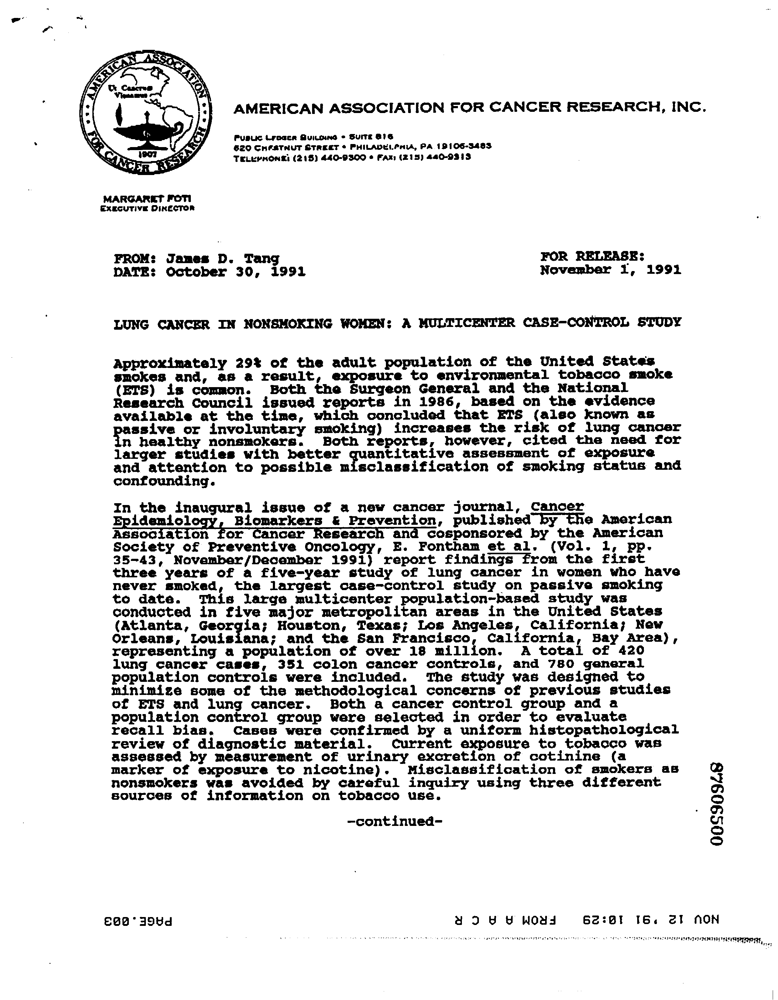 AMERICAN ASSOCIATION
FOR CANCER RESEARCH
1907
AMERICAN ASSOCIATION FOR CANCER RESEARCH, INC.
PUBLIC LEDGER BUILDING • SUITE 816
620 CHESTNUT STREET • PHILADELPHIA, PA 19106-3483
TELEPHONE: (215) 440-9300 • FAX: (215) 440-9313
MARGARET FOTI
EXECUTIVE DIRECTOR
FROM: James D. Tang
DATE: October 30, 1991
FOR RELEASE:
November 1, 1991
LUNG CANCER IN NONSMOKING WOMEN: A MULTICENTER CASE-CONTROL STUDY
Approximately 29% of the adult population of the United States
smokes and, as a result, exposure to environmental tobacco smoke
(ETS) is common. Both the Surgeon General and the National
Research Council issued reports in 1986, based on the evidence
available at the time, which concluded that ETS (also known as
passive or involuntary smoking) increases the risk of lung cancer
in healthy nonsmokers. Both reports, however, cited the need for
larger studies with better quantitative assessment of exposure
and attention to possible misclassification of smoking status and
confounding.
In the inaugural issue of a new cancer journal, Cancer
Epidemiology, Biomarkers & Prevention, published by the American
Association for Cancer Research and cosponsored by the American
Society of Preventive Oncology, E. Fontham et al. (Vol. 1, pp.
35-43, November/December 1991) report findings from the first
three years of a five-year study of lung cancer in women who have
never smoked, the largest case-control study on passive smoking
to date. This large multicenter population-based study was
conducted in five major metropolitan areas in the United States
(Atlanta, Georgia; Houston, Texas; Los Angeles, California; New
Orleans, Louisiana; and the San Francisco, California, Bay Area),
representing a population of over 18 million. A total of 420
lung cancer cases, 351 colon cancer controls, and 780 general
population controls were included. The study was designed to
minimize some of the methodological concerns of previous studies
of ETS and lung cancer. Both a cancer control group and a
population control group were selected in order to evaluate
recall bias. Cases were confirmed by a uniform histopathological
review of diagnostic material. Current exposure to tobacco was
assessed by measurement of urinary excretion of cotinine (a
marker of exposure to nicotine). Misclassification of smokers as
nonsmokers was avoided by careful inquiry using three different
sources of information on tobacco use.
-continued-
87606500
NOV 12 '91 10:29 FROM A A C R PAGE.003